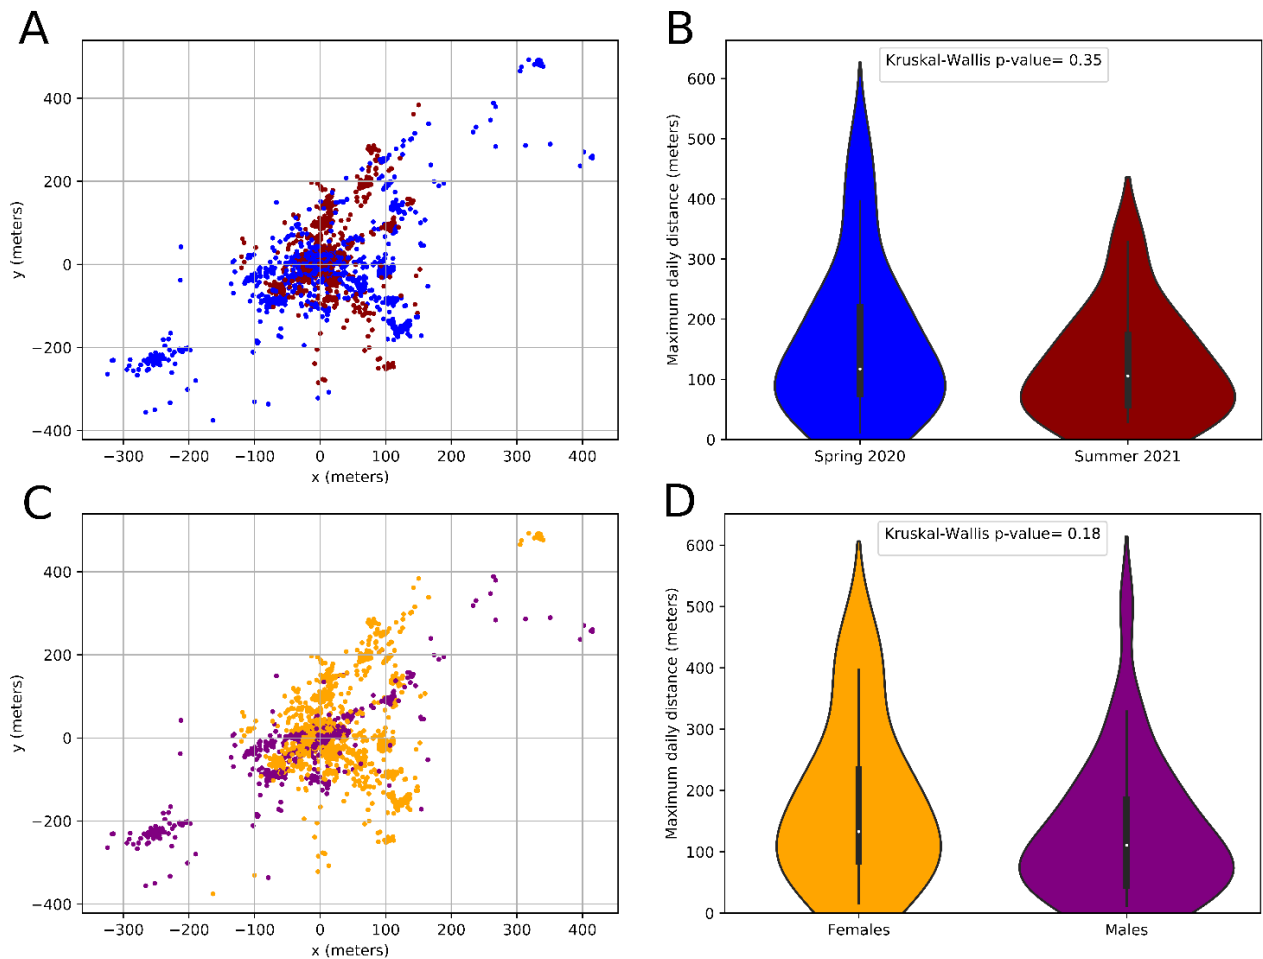 A
400
200
0
−200
−400
y (meters)
−300
−200
−100
0
100
200
300
400
x (meters)
B
Kruskal-Wallis p-value= 0.35
600
500
400
300
200
100
0
Maximum daily distance (meters)
Spring 2020
Summer 2021
C
400
200
0
−200
−400
y (meters)
−300
−200
−100
0
100
200
300
400
x (meters)
D
Kruskal-Wallis p-value= 0.18
600
500
400
300
200
100
0
Maximum daily distance (meters)
Females
Males